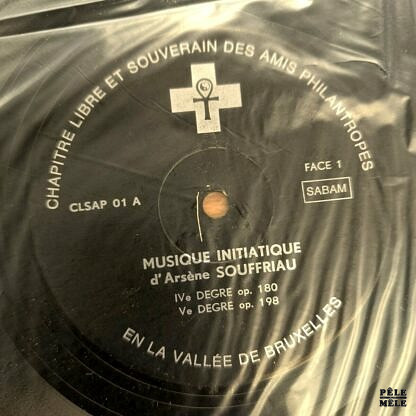 CHAPITRE LIBRE ET SOUVERAIN DES AMIS PHILANTROPES
CLSAP 01 A
FACE 1
SABAM
MUSIQUE INITIATIQUE
d'Arsène SOUFFRIAU
IVe DEGRE op. 180
Ve DEGRE op. 198
EN LA VALLÉE DE BRUXELLES
PÊLE
MÊLE